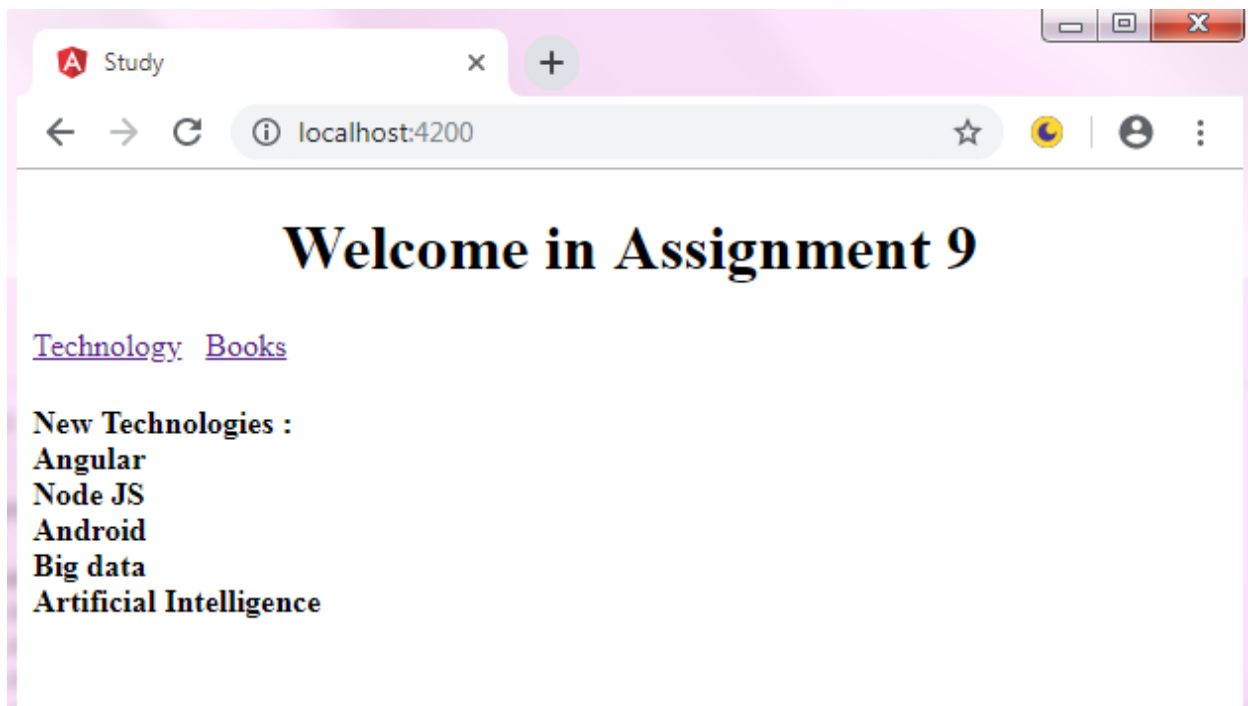 Study
localhost:4200
Welcome in Assignment 9
Technology Books
New Technologies :
Angular
Node JS
Android
Big data
Artificial Intelligence